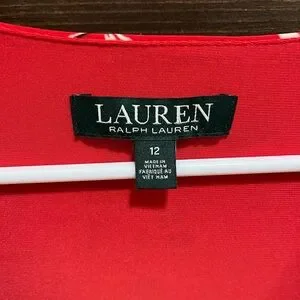 LAUREN
RALPH LAUREN
12
MADE IN
VIETNAM
FABRIQUÉ AU
VIÊT NAM